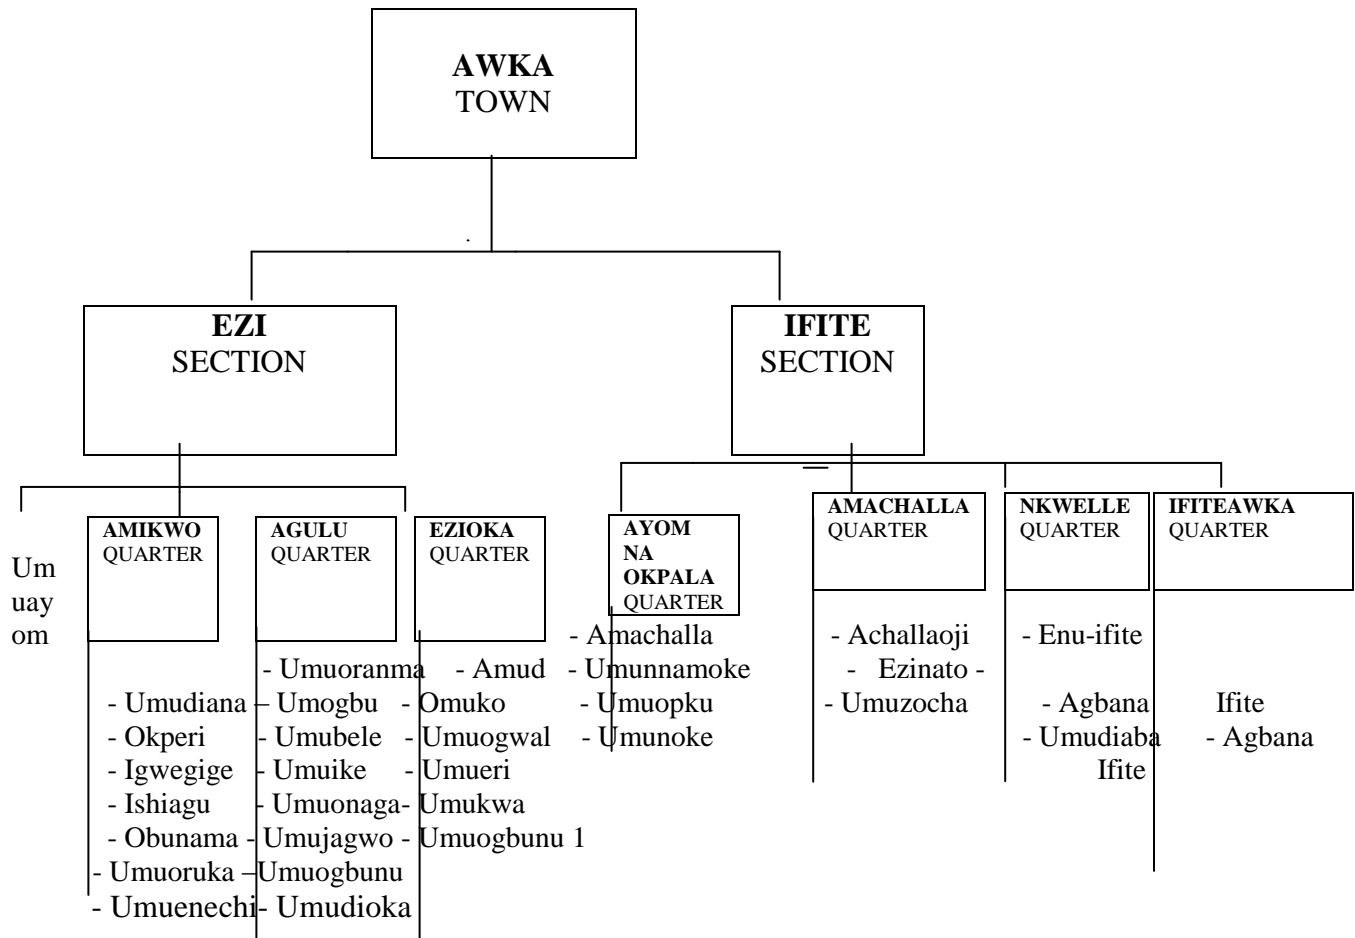 AWKA
TOWN
EZI
SECTION
IFITE
SECTION
Um
uay
om
AMIKWO
QUARTER
AGULU
QUARTER
EZIOKA
QUARTER
AYOM
NA
OKPALA
QUARTER
AMACHALLA
QUARTER
NKWELLE
QUARTER
IFITEAWKA
QUARTER
- Amachalla - Achallaoji - Enu-ifite
- Umuoranma - Amud - Umunnamoke - Ezinato -
- Umudiana – Umogbu - Omuko - Umuopku - Umuzocha - Agbana Ifite
- Okperi - Umubele - Umuogwal - Umunoke - Umudiaba - Agbana
- Igwegige - Umuike - Umueri Ifite
- Ishiagu - Umuonaga- Umukwa
- Obunama - Umujagwo - Umuogbunu 1
- Umuoruka –Umuogbunu
- Umuenechi- Umudioka